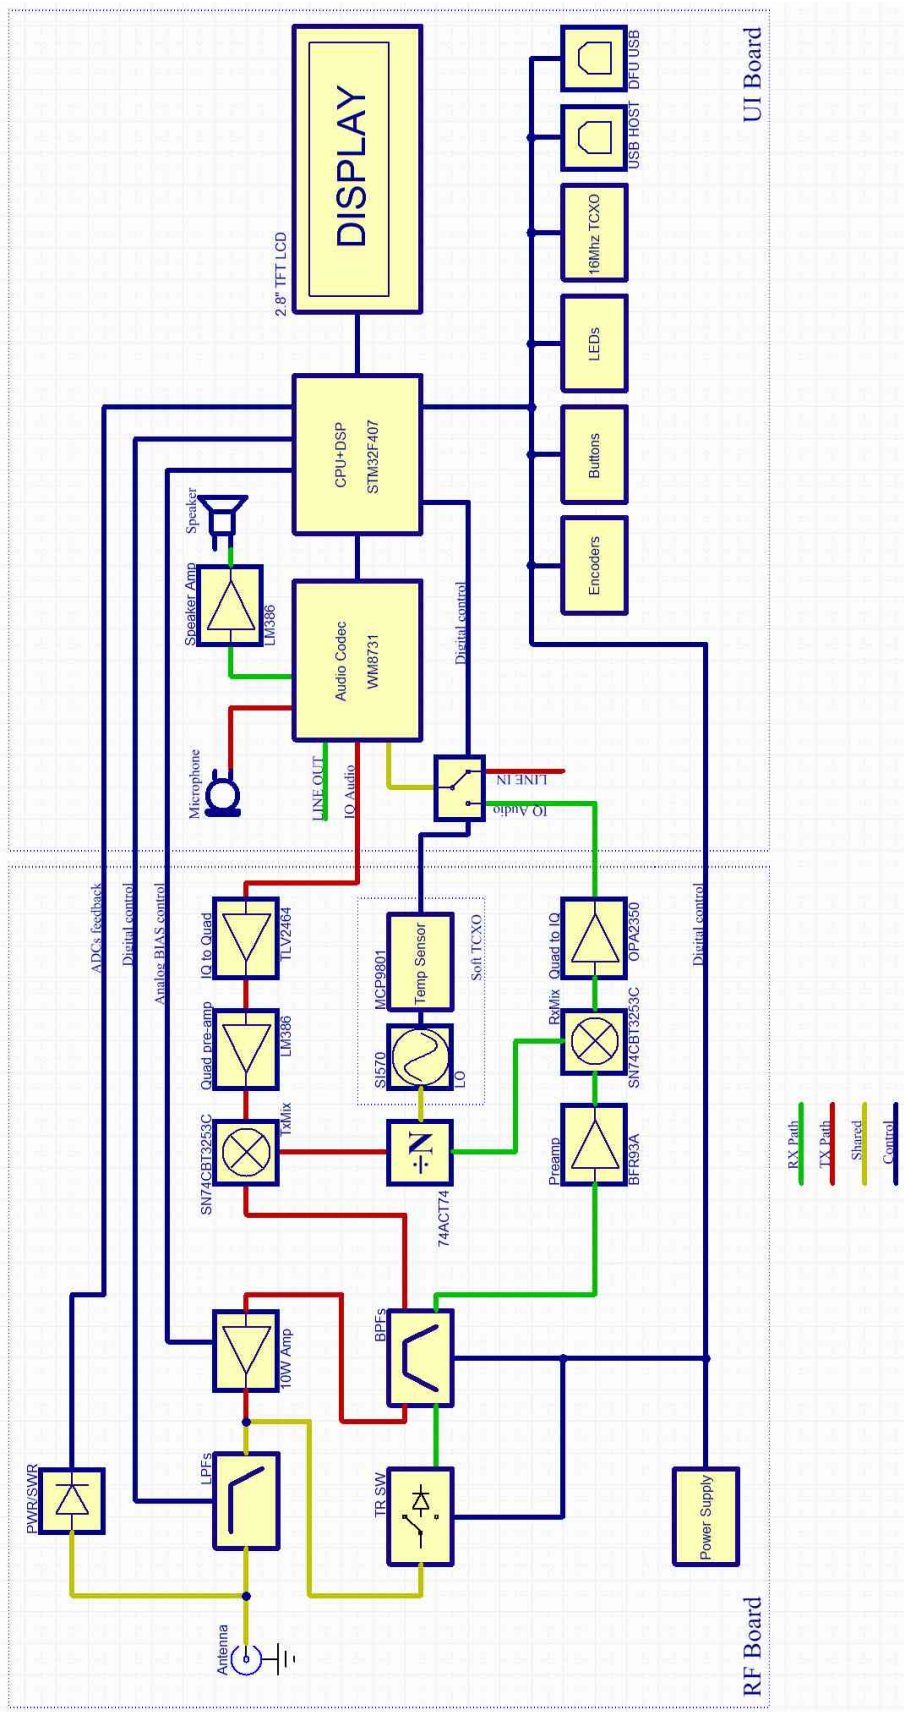 UI Board
DFU USB
USB HOST
16Mhz TCXO
LEDs
Buttons
Encoders
2.8" TFT LCD
DISPLAY
CPU+DSP
STM32F407
Speaker
Speaker Amp
LM386
Audio Codec
WM8731
Digital control
Microphone
LINE OUT
IQ Audio
LINE IN
IQ Audio
ADCs feedback
Digital control
Analog BIAS control
IQ to Quad
TLV2464
Quad pre-amp
LM386
SN74CBT3253C
TxMix
MCP9801
Temp Sensor
Soft TCXO
SI570
LO
÷N
74ACT74
Quad to IQ
OPA2350
RxMix
SN74CBT3253C
Preamp
BFR93A
Digital control
10W Amp
BPFs
PWR/SWR
LPFs
TR SW
Power Supply
Antenna
RF Board
RX Path
TX Path
Shared
Control